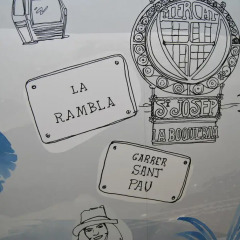 MERCAT
ST JOSEP
LA BOQUERIA
LA
RAMBLA
CARRER
SANT
PAU